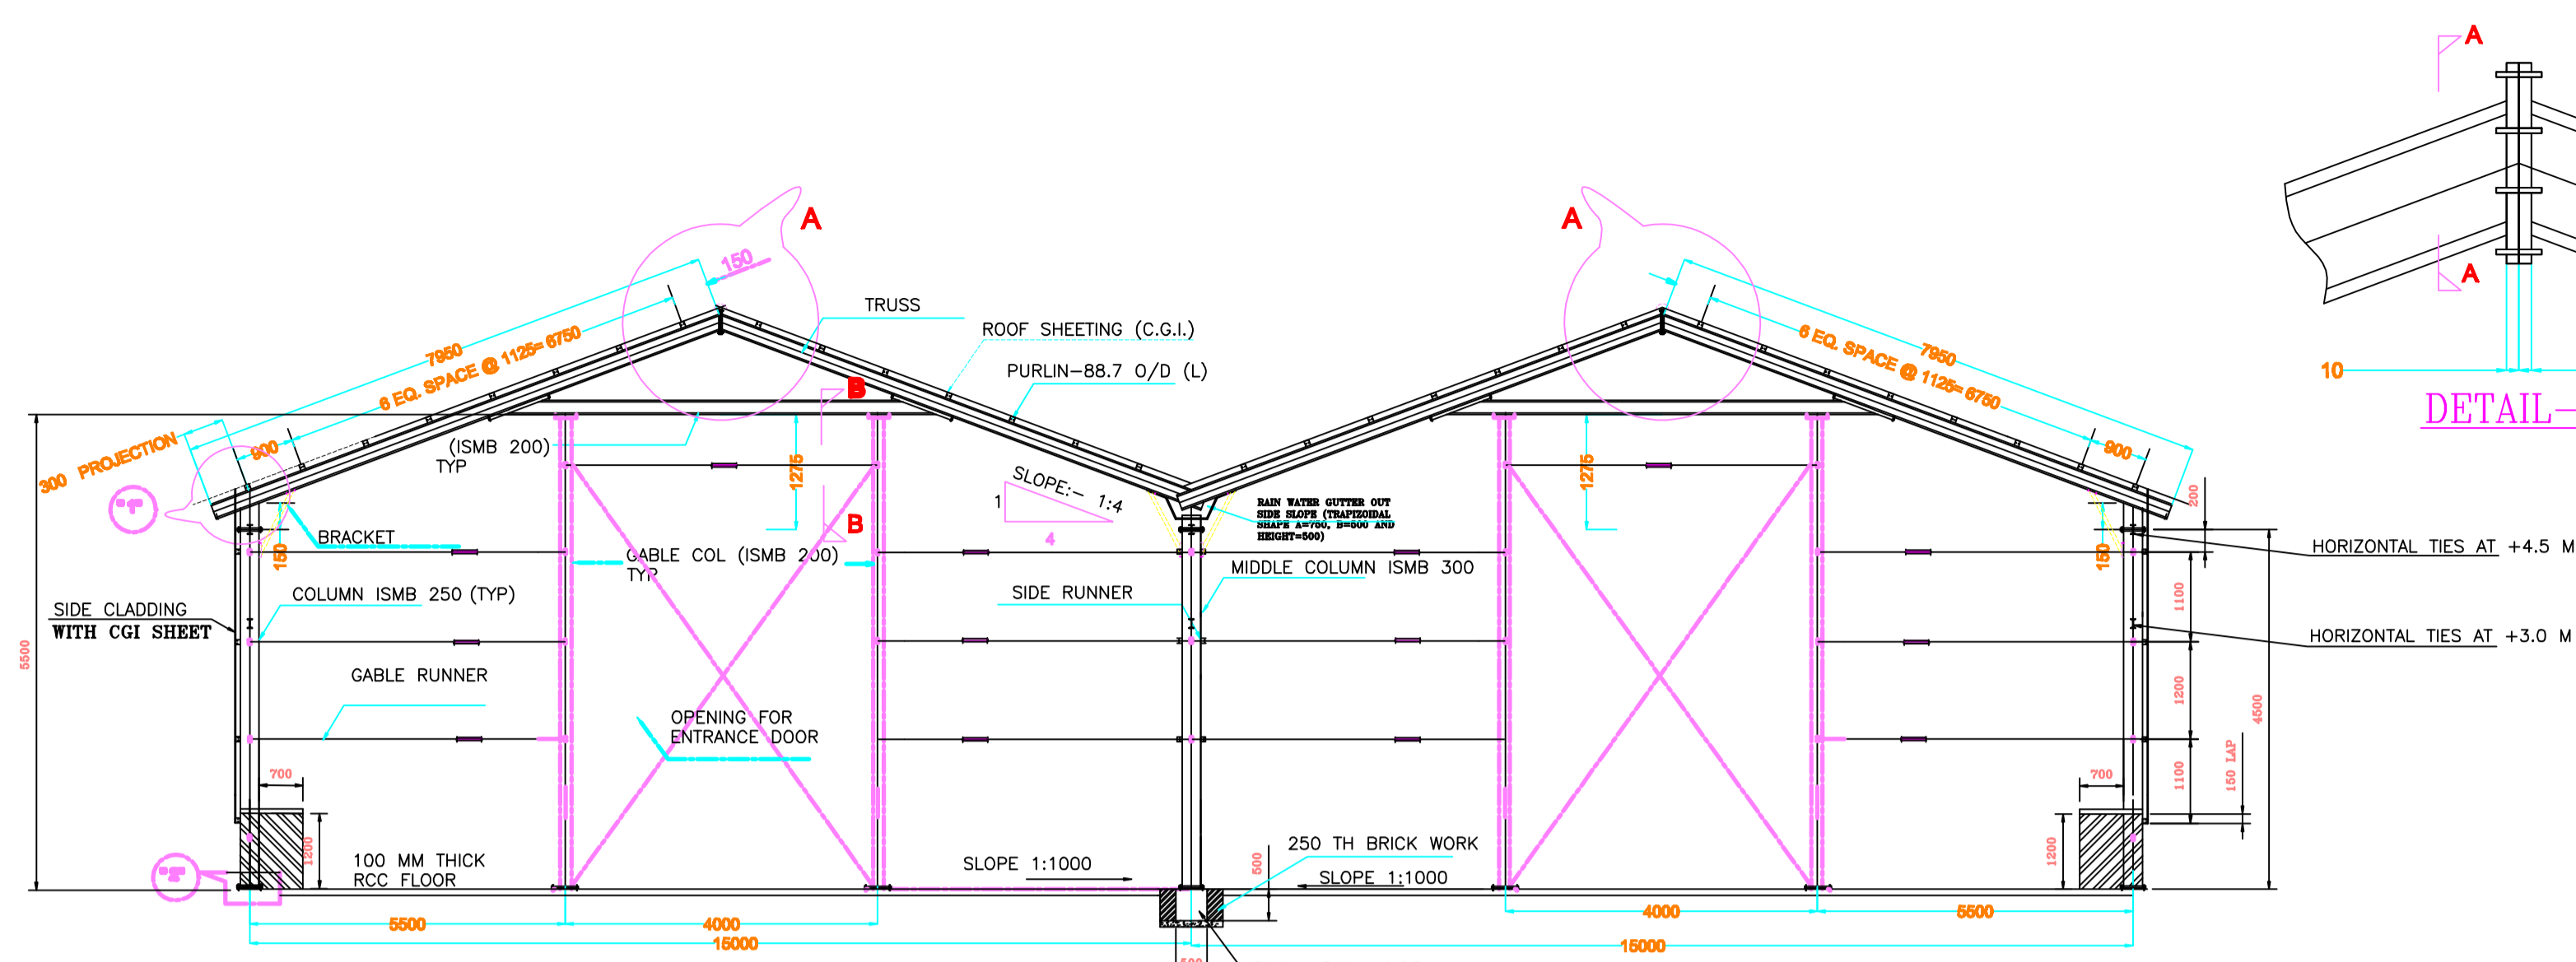 A
A
A
150
TRUSS
ROOF SHEETING (C.G.I.)
PURLIN-88.7 O/D (L)
7950
6 EQ. SPACE @ 1125= 6750
6 EQ. SPACE @ 1125= 6750
7950
A
10
DETAIL-
B
300 PROJECTION
900
(ISMB 200)
TYP
1275
SLOPE:- 1:4
1
4
1275
900
"1"
BRACKET
150
B
RAIN WATER GUTTER OUT
SIDE SLOPE (TRAPIZOIDAL
SHAPE A=750, B=500 AND
HEIGHT=500)
200
150
HORIZONTAL TIES AT +4.5 M
GABLE COL (ISMB 200)
TYP
MIDDLE COLUMN ISMB 300
COLUMN ISMB 250 (TYP)
SIDE RUNNER
1100
SIDE CLADDING
WITH CGI SHEET
HORIZONTAL TIES AT +3.0 M
5500
GABLE RUNNER
1200
4500
OPENING FOR
ENTRANCE DOOR
700
700
1100
150 LAP
1200
100 MM THICK
RCC FLOOR
"2"
SLOPE 1:1000
500
250 TH BRICK WORK
SLOPE 1:1000
1200
5500
4000
15000
4000
5500
15000